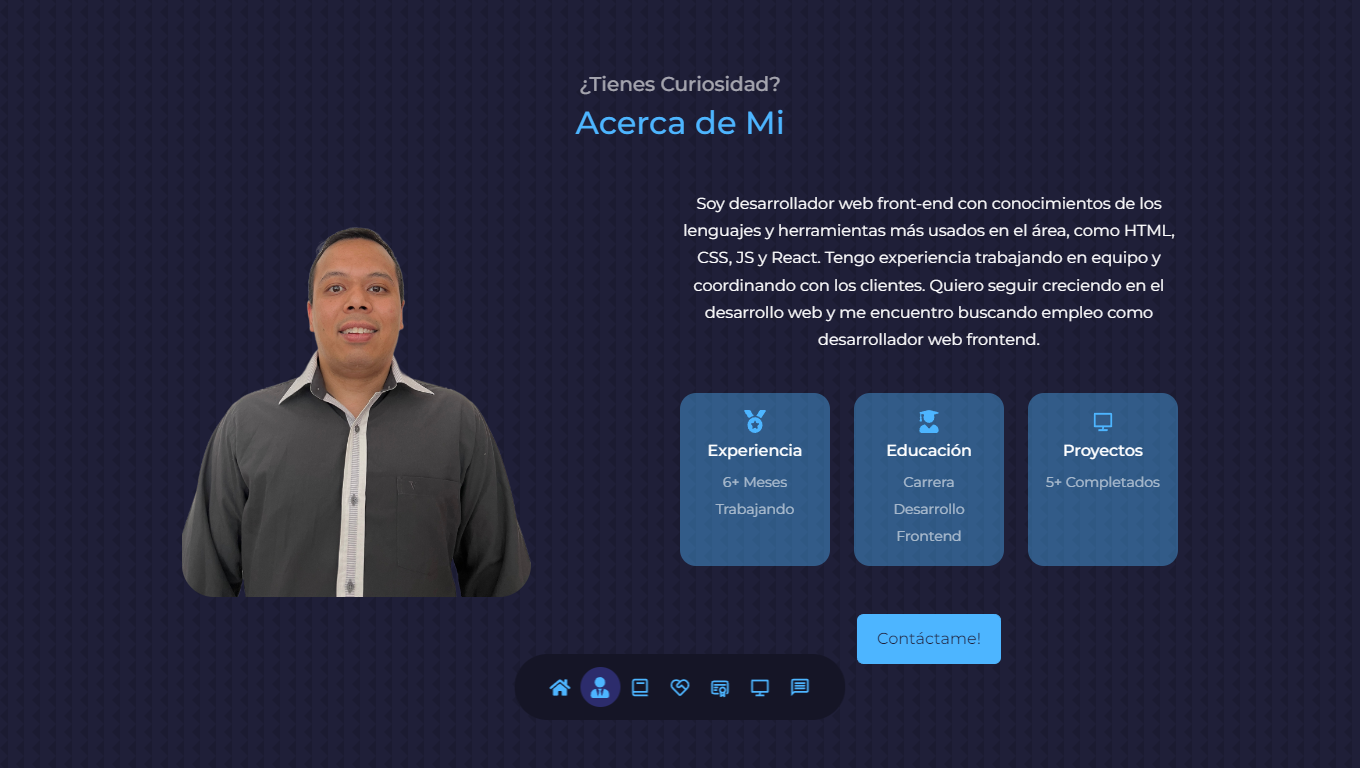 ¿Tienes Curiosidad?
Acerca de Mi
Soy desarrollador web front-end con conocimientos de los
lenguajes y herramientas más usados en el área, como HTML,
CSS, JS y React. Tengo experiencia trabajando en equipo y
coordinando con los clientes. Quiero seguir creciendo en el
desarrollo web y me encuentro buscando empleo como
desarrollador web frontend.
Experiencia
6+ Meses
Trabajando
Educación
Carrera
Desarrollo
Frontend
Proyectos
5+ Completados
Contáctame!